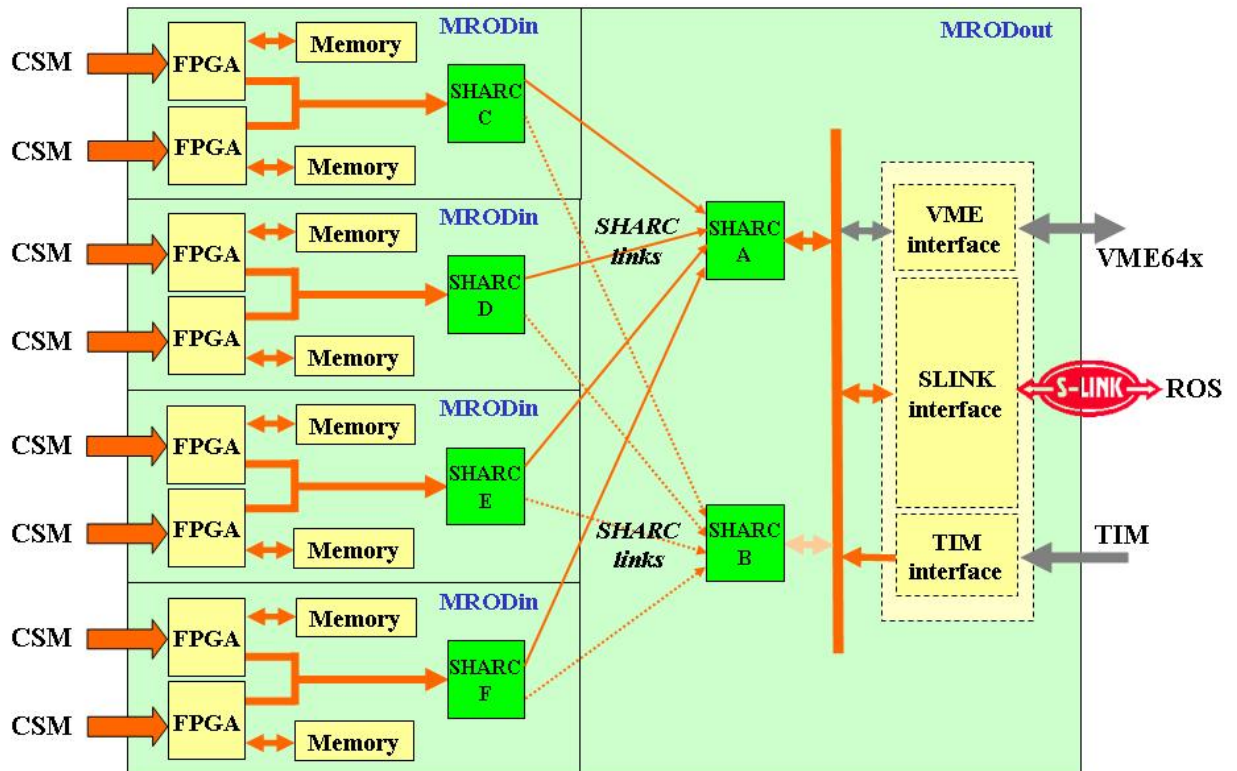 MRODin
MRODout
CSM
FPGA
Memory
SHARC
C
CSM
FPGA
Memory
MRODin
CSM
FPGA
Memory
SHARC
D
CSM
FPGA
Memory
SHARC
links
SHARC
A
VME
interface
VME64x
MRODin
CSM
FPGA
Memory
SHARC
E
CSM
FPGA
Memory
SLINK
interface
S-LINK
ROS
SHARC
links
SHARC
B
TIM
interface
TIM
MRODin
CSM
FPGA
Memory
SHARC
F
CSM
FPGA
Memory